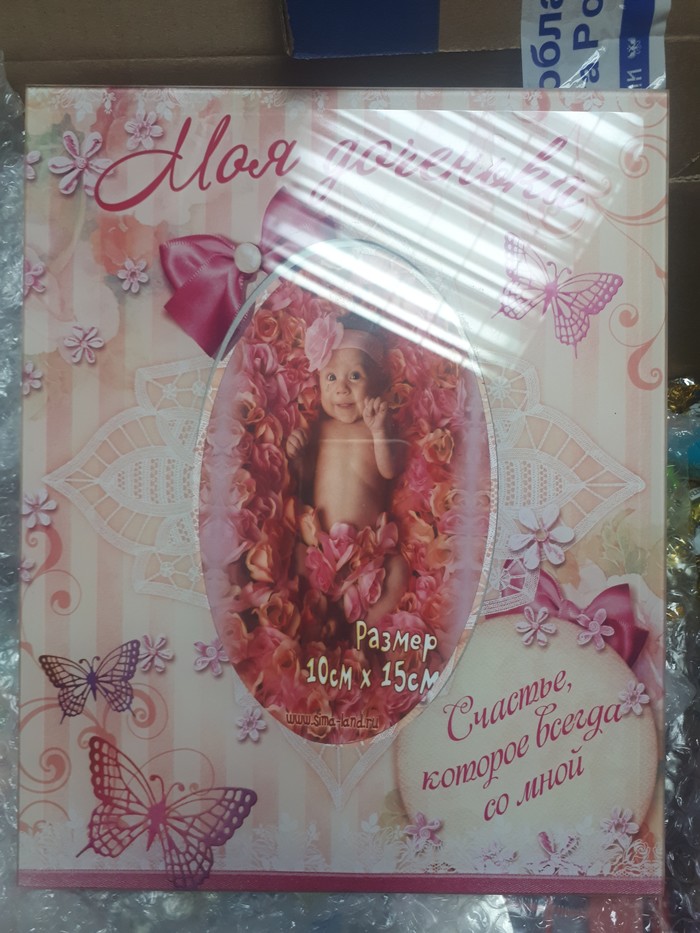 Моя доченька
Размер
10см х 15см
www.sima-land.ru
Счастье,
которое всегда
со мной